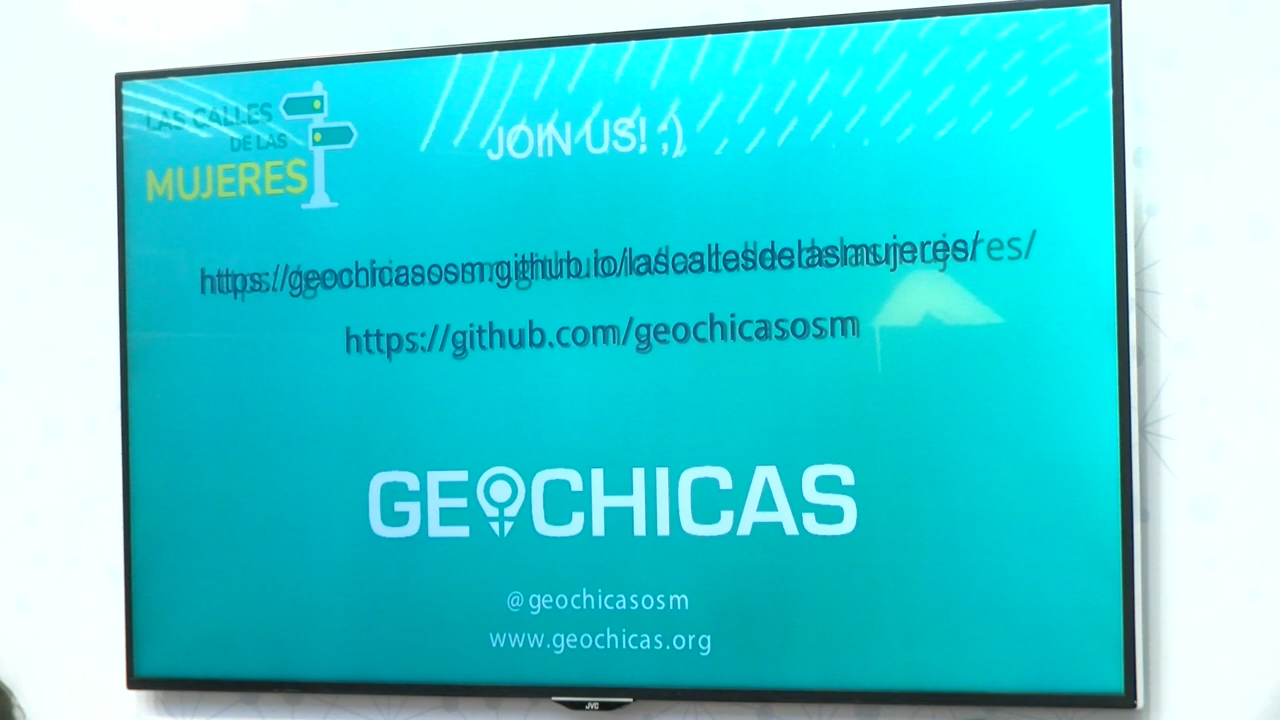 LAS CALLES
DE LAS
MUJERES
JOIN US! ;)
https://geochicasosm.github.io/lascallesdelasmujeres/
https://github.com/geochicasosm
GEOCHICAS
@geochicasosm
www.geochicas.org
JVC